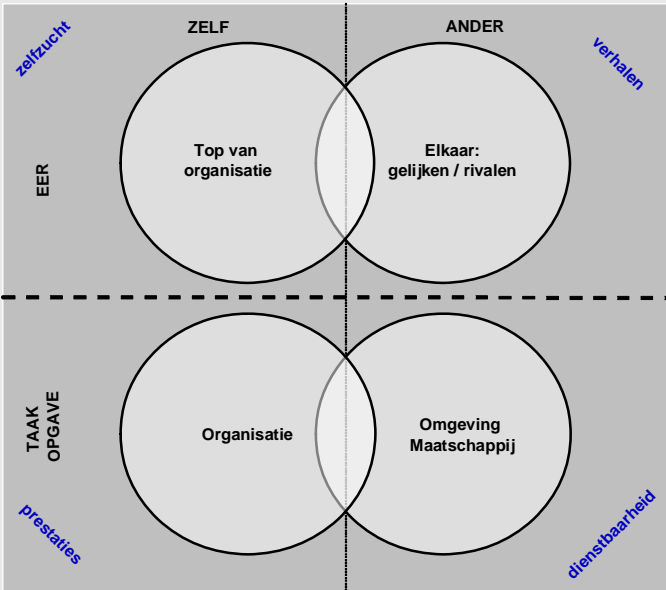 ZELF
ANDER
zelfzucht
verhalen
EER
Top van
organisatie
Elkaar:
gelijken / rivalen
TAAK
OPGAVE
Organisatie
Omgeving
Maatschappij
prestaties
dienstbaarheid